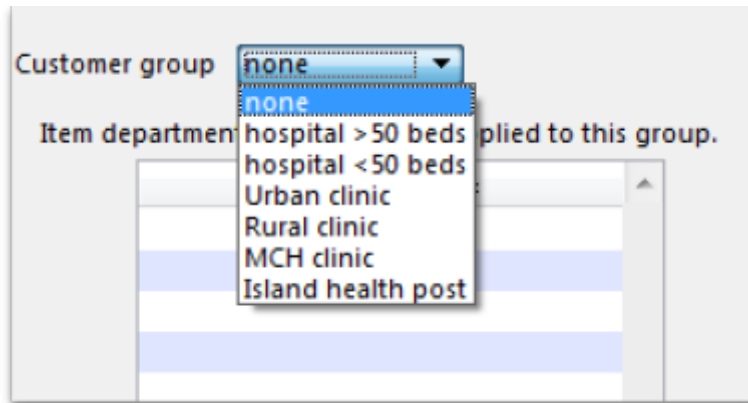 Customer group none
none
Item department plied to this group.
hospital >50 beds
hospital <50 beds
Urban clinic
Rural clinic
MCH clinic
Island health post